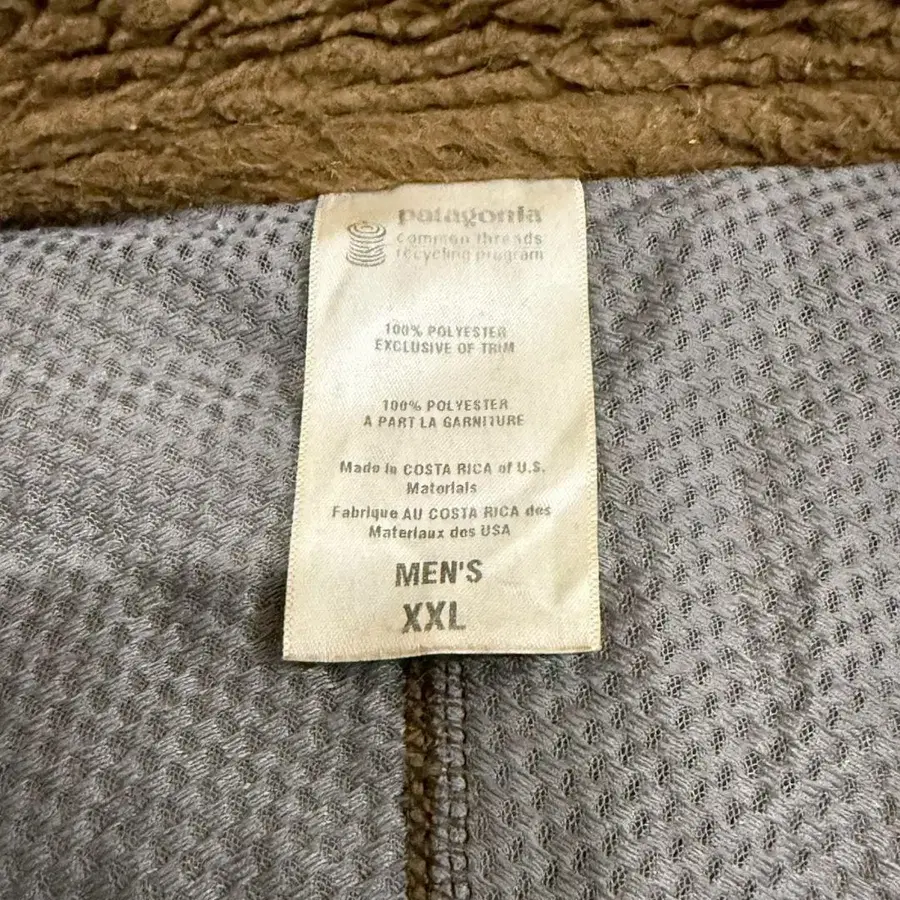 patagonia
common threads
recycling program
100% POLYESTER
EXCLUSIVE OF TRIM
100% POLYESTER
A PART LA GARNITURE
Made in COSTA RICA of U.S.
Materials
Fabrique AU COSTA RICA des
Materiaux des USA
MEN'S
XXL